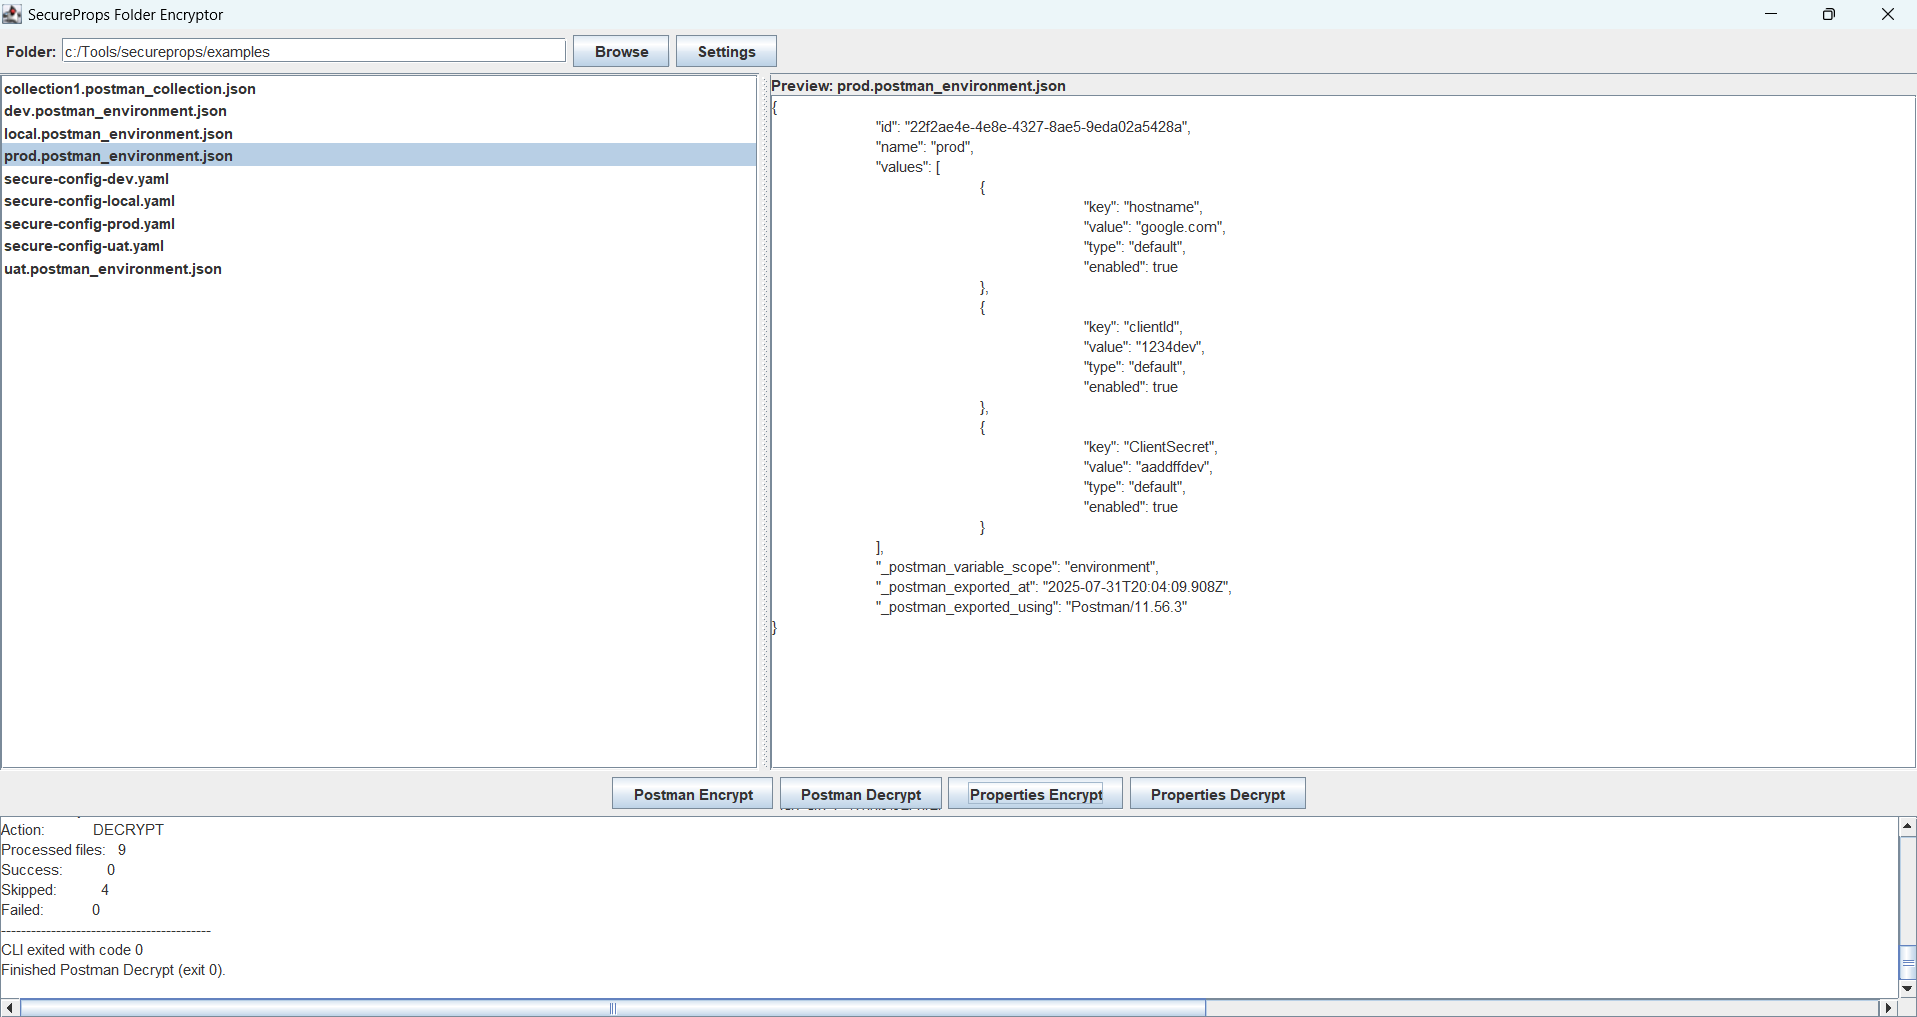 SecureProps Folder Encryptor
Folder: c:/Tools/secureprops/examples Browse Settings
collection1.postman_collection.json
dev.postman_environment.json
local.postman_environment.json
prod.postman_environment.json
secure-config-dev.yaml
secure-config-local.yaml
secure-config-prod.yaml
secure-config-uat.yaml
uat.postman_environment.json
Preview: prod.postman_environment.json
{
"id": "22f2ae4e-4e8e-4327-8ae5-9eda02a5428a",
"name": "prod",
"values": [
{
"key": "hostname",
"value": "google.com",
"type": "default",
"enabled": true
},
{
"key": "clientId",
"value": "1234dev",
"type": "default",
"enabled": true
},
{
"key": "ClientSecret",
"value": "aaddffdev",
"type": "default",
"enabled": true
}
],
"_postman_variable_scope": "environment",
"_postman_exported_at": "2025-07-31T20:04:09.908Z",
"_postman_exported_using": "Postman/11.56.3"
}
Postman Encrypt Postman Decrypt Properties Encrypt Properties Decrypt
Action: DECRYPT
Processed files: 9
Success: 0
Skipped: 4
Failed: 0
------------------------------------------
CLI exited with code 0
Finished Postman Decrypt (exit 0).